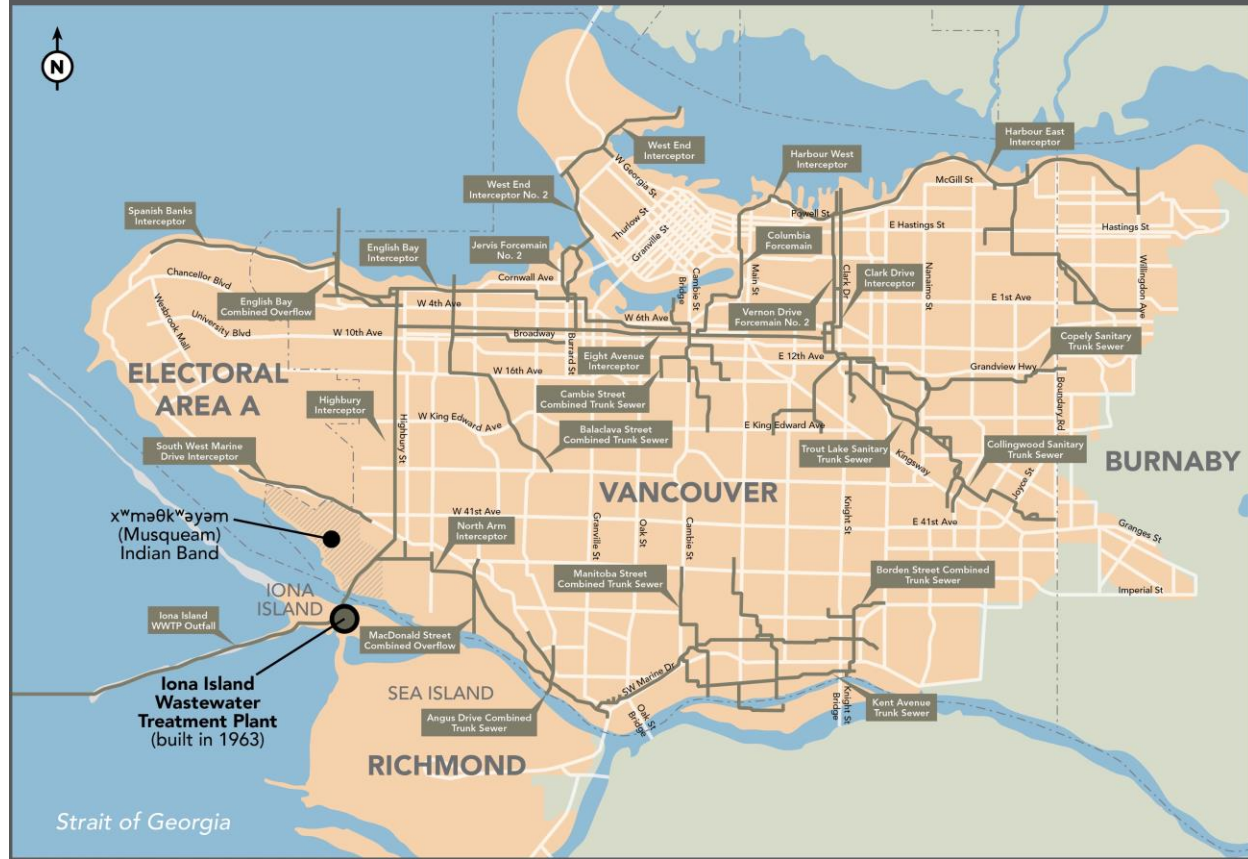 N
West End
Interceptor
Harbour West
Interceptor
Harbour East
Interceptor
West End
Interceptor No. 2
W Georgia St
Thurlow St
Granville St
McGill St
Powell St
E Hastings St
Hastings St
Spanish Banks
Interceptor
English Bay
Interceptor
Jervis Forcemain
No. 2
Columbia
Forcemain
Cornwall Ave
Cambie St
Bridge
Main St
Clark Dr
Clark Drive
Interceptor
Nanaimo St
Willingdon Ave
Chancellor Blvd
English Bay
Combined Overflow
W 4th Ave
W 6th Ave
Vernon Drive
Forcemain No. 2
E 1st Ave
Wesbrook Mall
University Blvd
W 10th Ave
Broadway
Burrard St
Eight Avenue
Interceptor
E 12th Ave
Copely Sanitary
Trunk Sewer
Grandview Hwy
Boundary Rd
ELECTORAL
AREA A
W 16th Ave
Cambie Street
Combined Trunk Sewer
Highbury
Interceptor
Highbury St
W King Edward Ave
Balaclava Street
Combined Trunk Sewer
E King Edward Ave
Trout Lake Sanitary
Trunk Sewer
Kingsway
Collingwood Sanitary
Trunk Sewer
Joyce St
BURNABY
South West Marine
Drive Interceptor
VANCOUVER
xʷməθkʷəy̓əm
(Musqueam)
Indian Band
W 41st Ave
North Arm
Interceptor
Granville St
Oak St
Cambie St
Knight St
E 41st Ave
Granges St
Manitoba Street
Combined Trunk Sewer
Borden Street Combined
Trunk Sewer
Imperial St
IONA
ISLAND
Iona Island
WWTP Outfall
MacDonald Street
Combined Overflow
Iona Island
Wastewater
Treatment Plant
(built in 1963)
SEA ISLAND
SW Marine Dr
Angus Drive Combined
Trunk Sewer
Oak St
Bridge
Knight St
Bridge
Kent Avenue
Trunk Sewer
RICHMOND
Strait of Georgia